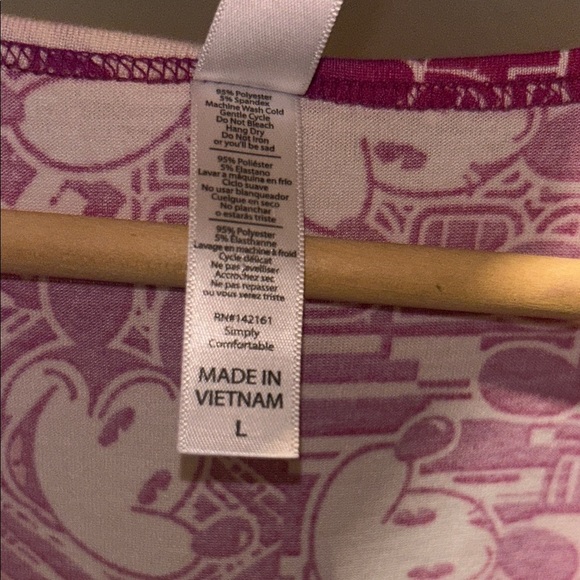 95% Polyester
5% Spandex
Machine Wash Cold
Gentle Cycle
Do Not Bleach
Hang Dry
Do Not Iron
or you'll be sad
95% Poliéster
5% Elastano
Lavar a máquina en frío
Ciclo suave
No usar blanqueador
Cuelgue en seco
No planchar
o estarás triste
95% Polyester
5% Élasthanne
Lavage en machine à froid
Cycle délicat
Ne pas javelliser
Accrochez sec
Ne pas repasser
ou vous serez triste
RN#142161
Simply
Comfortable
MADE IN
VIETNAM
L